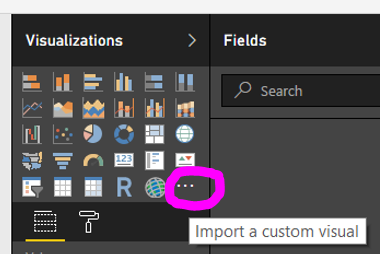 Visualizations
Fields
Search
123
R
Import a custom visual